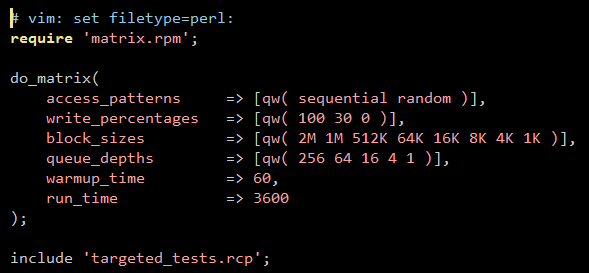 # vim: set filetype=perl:
require 'matrix.rpm';
do_matrix(
access_patterns => [qw( sequential random )],
write_percentages => [qw( 100 30 0 )],
block_sizes => [qw( 2M 1M 512K 64K 16K 8K 4K 1K )],
queue_depths => [qw( 256 64 16 4 1 )],
warmup_time => 60,
run_time => 3600
);
include 'targeted_tests.rcp';